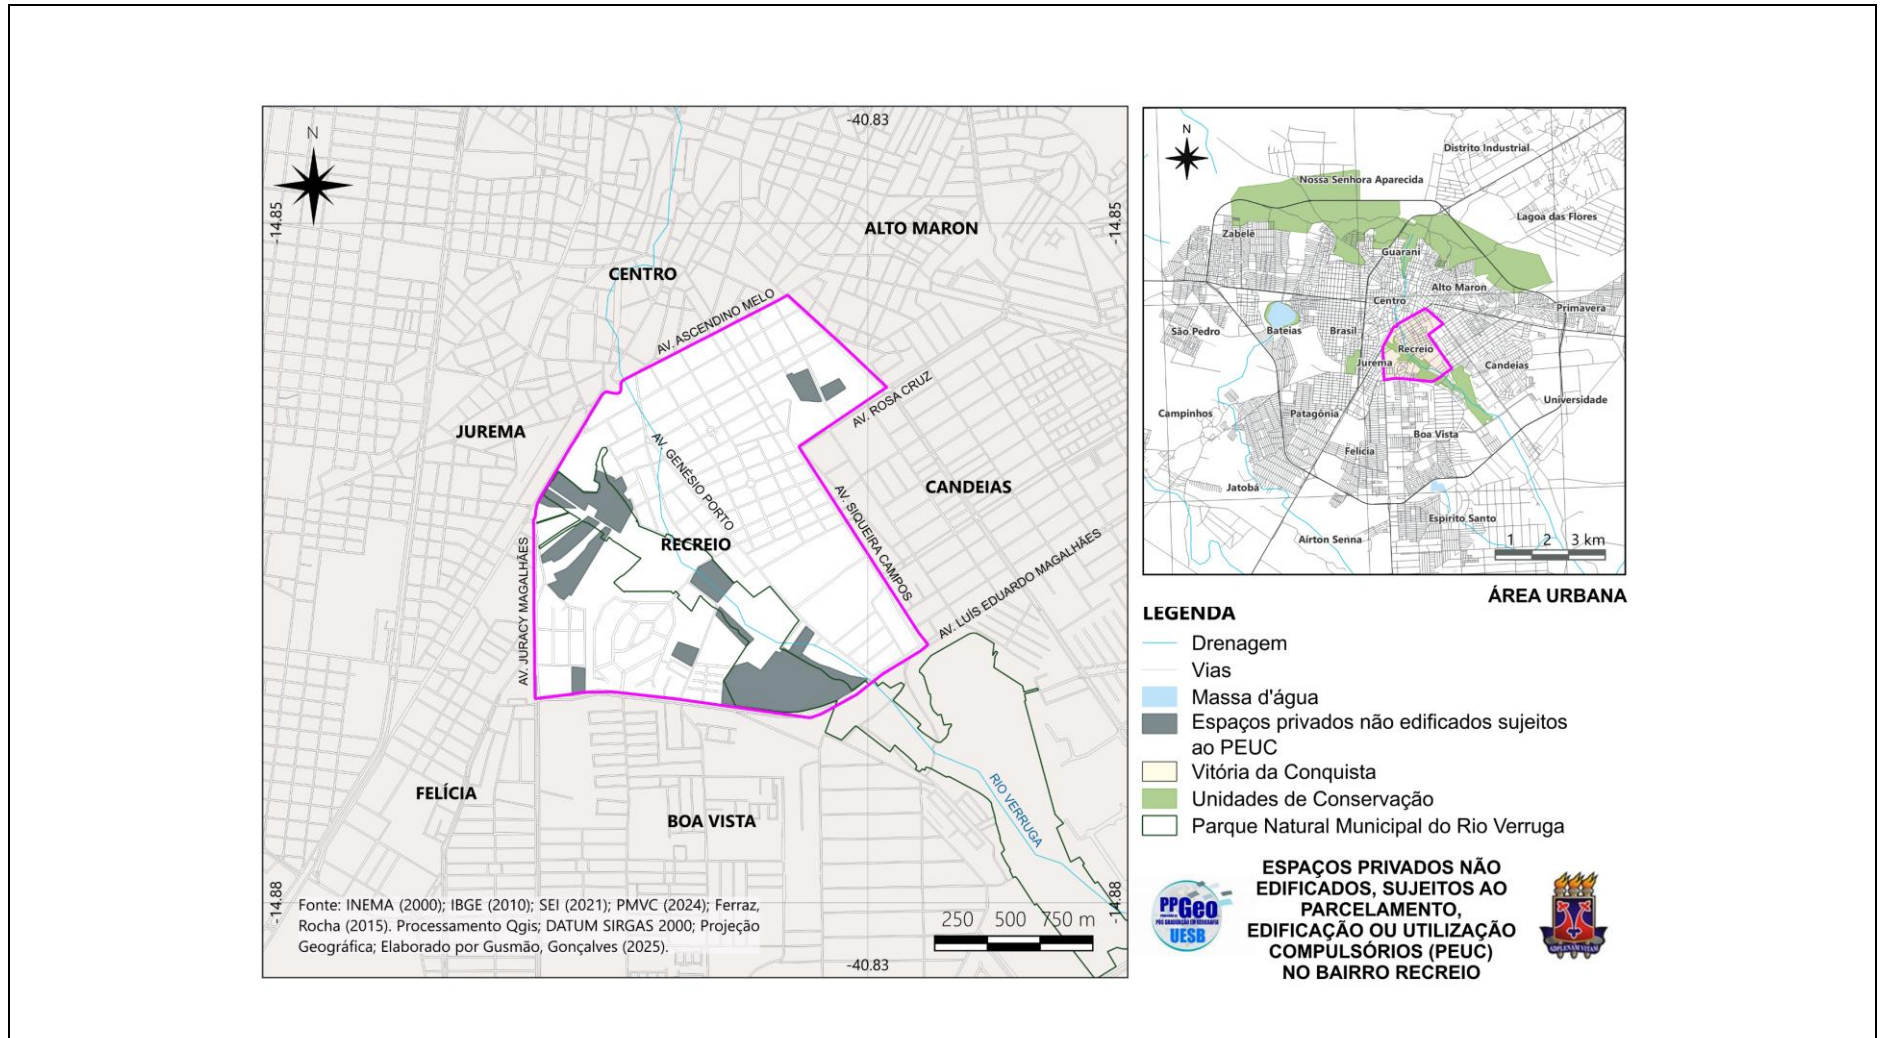 N
-40.83
-14.85
-14.85
ALTO MARON
CENTRO
AV. ASCENDINO MELO
AV. ROSA CRUZ
JUREMA
AV. GENÉSIO PORTO
CANDEIAS
AV. SIQUEIRA CAMPOS
RECREIO
AV. JURACY MAGALHÃES
AV. LUÍS EDUARDO MAGALHÃES
FELÍCIA
BOA VISTA
RIO VERRUGA
-14.88
-14.88
Fonte: INEMA (2000); IBGE (2010); SEI (2021); PMVC (2024); Ferraz,
Rocha (2015). Processamento Qgis; DATUM SIRGAS 2000; Projeção
Geográfica; Elaborado por Gusmão, Gonçalves (2025).
250 500 750 m
-40.83
N
Distrito Industrial
Nossa Senhora Aparecida
Lagoa das Flores
Zabelê
Guarani
Alto Maron
Centro
Primavera
São Pedro
Bateias
Brasil
Recreio
Jurema
Candeias
Universidade
Campinhos
Patagônia
Boa Vista
Felícia
Jatobá
Espírito Santo
Aírton Senna
1 2 3 km
ÁREA URBANA
LEGENDA
Drenagem
Vias
Massa d'água
Espaços privados não edificados sujeitos
ao PEUC
Vitória da Conquista
Unidades de Conservação
Parque Natural Municipal do Rio Verruga
PPGeo
PÓS-GRADUAÇÃO EM GEOGRAFIA
UESB
ESPAÇOS PRIVADOS NÃO
EDIFICADOS, SUJEITOS AO
PARCELAMENTO,
EDIFICAÇÃO OU UTILIZAÇÃO
COMPULSÓRIOS (PEUC)
NO BAIRRO RECREIO
ADPLENAM VITAM